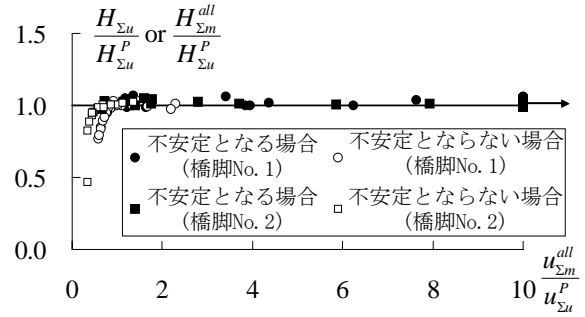 H_{Σu} / H^{P}_{Σu} or H^{all}_{Σm} / H^{P}_{Σu}
1.5
1.0
0.5
0.0
不安定となる場合
(橋脚No.1)
不安定とならない場合
(橋脚No.1)
不安定となる場合
(橋脚No.2)
不安定とならない場合
(橋脚No.2)
0 2 4 6 8 10
u^{all}_{Σm} / u^{P}_{Σu}